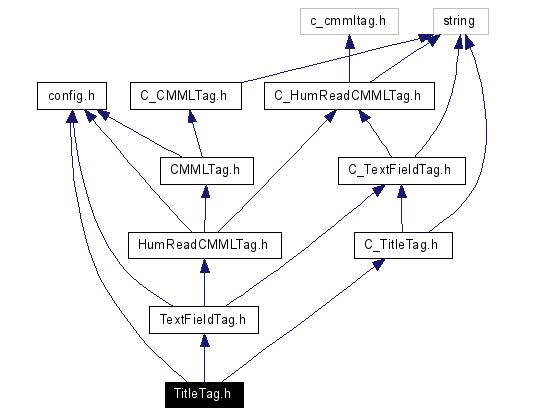 c_cmmltag.h
string
config.h
C_CMMLTag.h
C_HumReadCMMLTag.h
CMMLTag.h
C_TextFieldTag.h
HumReadCMMLTag.h
C_TitleTag.h
TextFieldTag.h
TitleTag.h